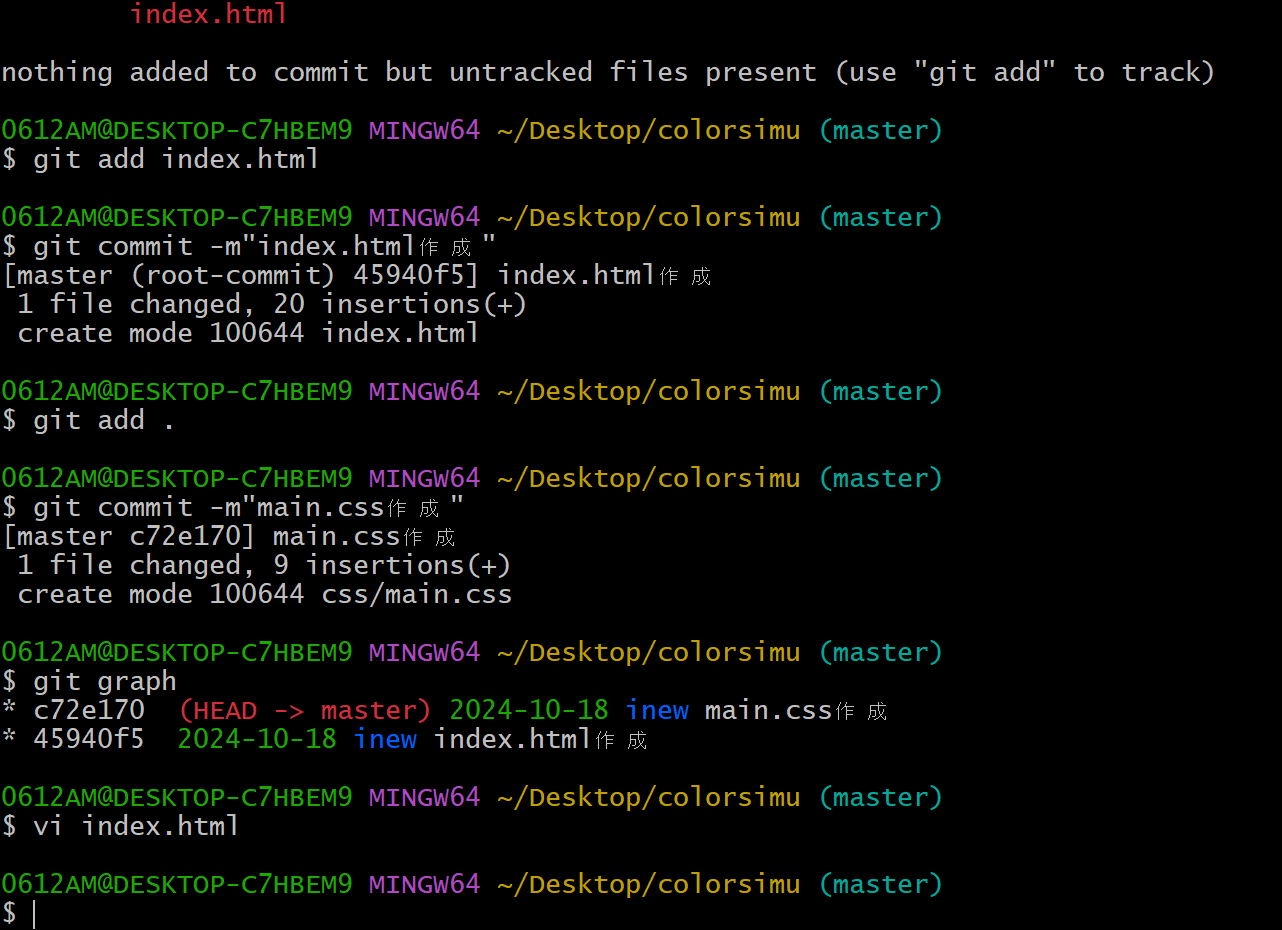 index.html
nothing added to commit but untracked files present (use "git add" to track)
0612AM@DESKTOP-C7HBEM9 MINGW64 ~/Desktop/colorsimu (master)
$ git add index.html
0612AM@DESKTOP-C7HBEM9 MINGW64 ~/Desktop/colorsimu (master)
$ git commit -m"index.html作成"
[master (root-commit) 45940f5] index.html作成
1 file changed, 20 insertions(+)
create mode 100644 index.html
0612AM@DESKTOP-C7HBEM9 MINGW64 ~/Desktop/colorsimu (master)
$ git add .
0612AM@DESKTOP-C7HBEM9 MINGW64 ~/Desktop/colorsimu (master)
$ git commit -m"main.css作成"
[master c72e170] main.css作成
1 file changed, 9 insertions(+)
create mode 100644 css/main.css
0612AM@DESKTOP-C7HBEM9 MINGW64 ~/Desktop/colorsimu (master)
$ git graph
* c72e170 (HEAD -> master) 2024-10-18 inew main.css作成
* 45940f5 2024-10-18 inew index.html作成
0612AM@DESKTOP-C7HBEM9 MINGW64 ~/Desktop/colorsimu (master)
$ vi index.html
0612AM@DESKTOP-C7HBEM9 MINGW64 ~/Desktop/colorsimu (master)
$